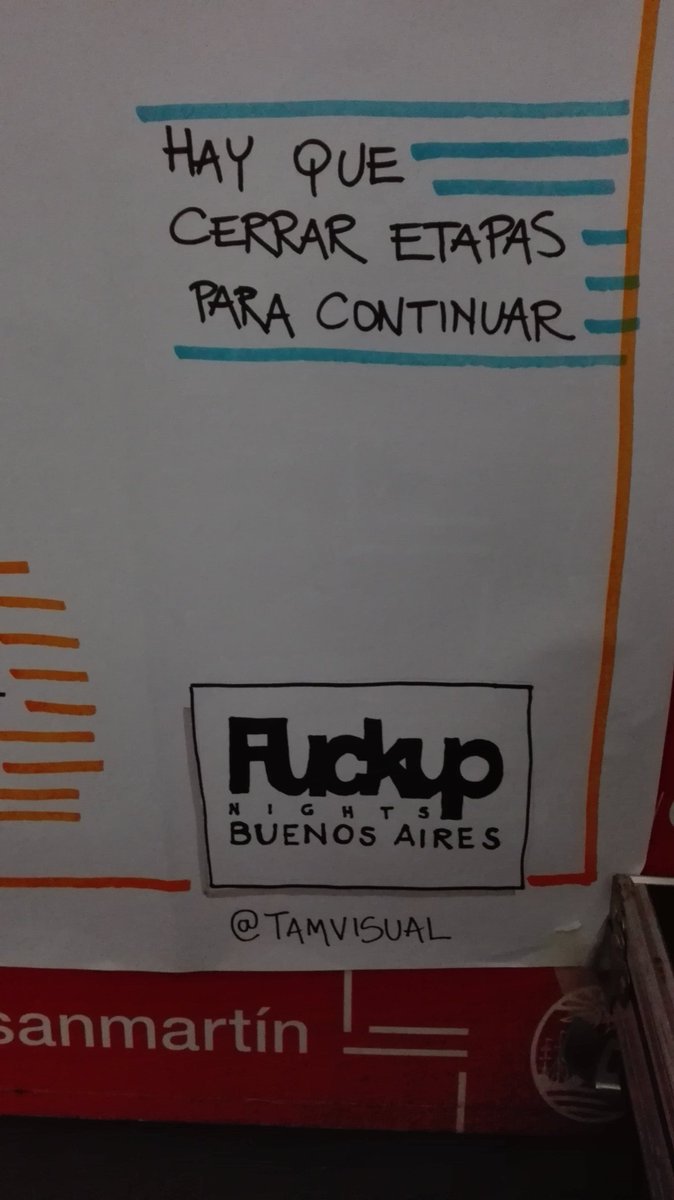 HAY QUE
CERRAR ETAPAS
PARA CONTINUAR
Fuckup
NIGHTS
BUENOS AIRES
@TAMVISUAL
sanmartín